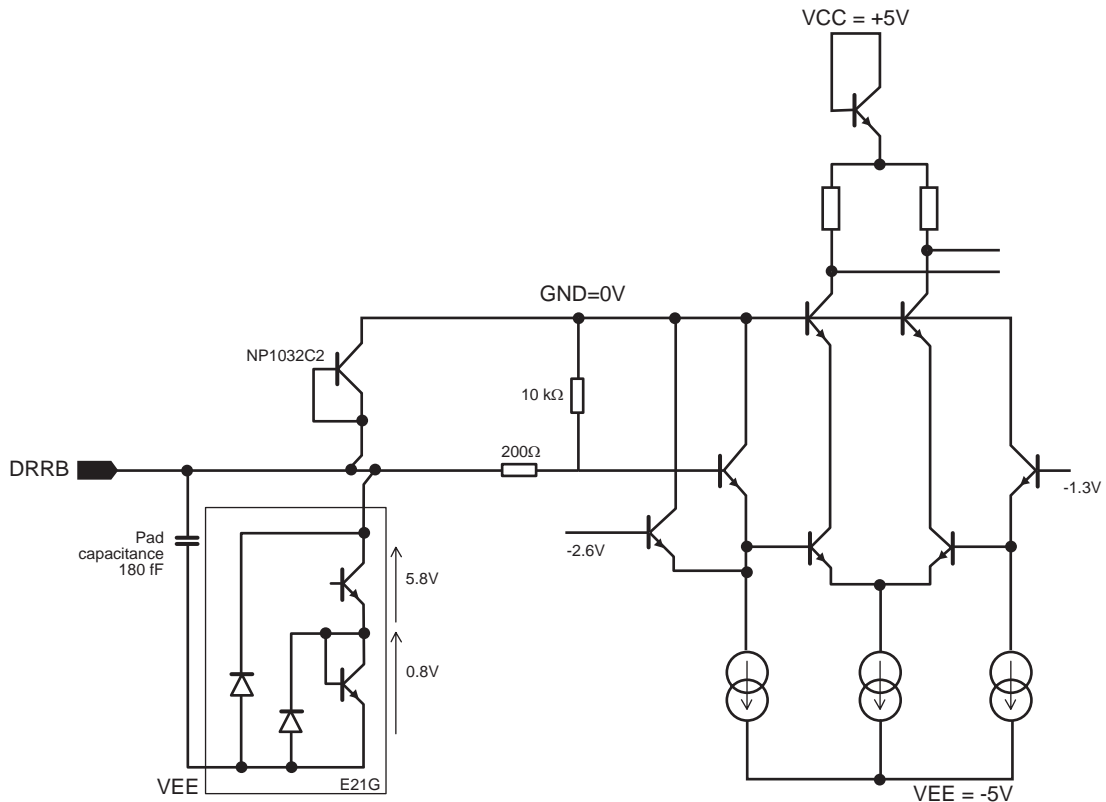 VCC = +5V
GND=0V
NP1032C2
10 kΩ
DRRB
200Ω
-1.3V
Pad
capacitance
180 fF
-2.6V
5.8V
0.8V
VEE
E21G
VEE = -5V